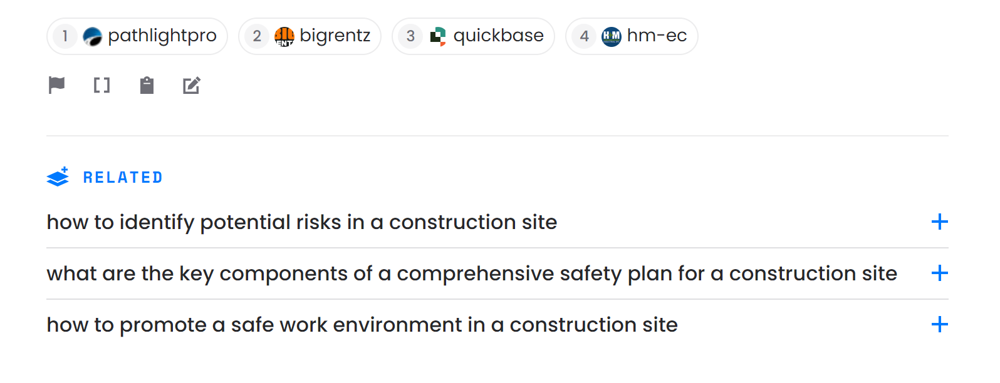 1 pathlightpro 2 BIG RENTZ bigrentz 3 quickbase 4 H+M hm-ec
RELATED
how to identify potential risks in a construction site
what are the key components of a comprehensive safety plan for a construction site
how to promote a safe work environment in a construction site